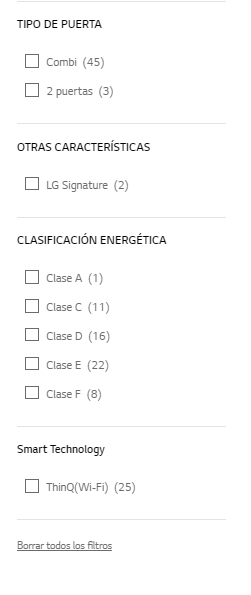 TIPO DE PUERTA
Combi (45)
2 puertas (3)
OTRAS CARACTERÍSTICAS
LG Signature (2)
CLASIFICACIÓN ENERGÉTICA
Clase A (1)
Clase C (11)
Clase D (16)
Clase E (22)
Clase F (8)
Smart Technology
ThinQ(Wi-Fi) (25)
Borrar todos los filtros